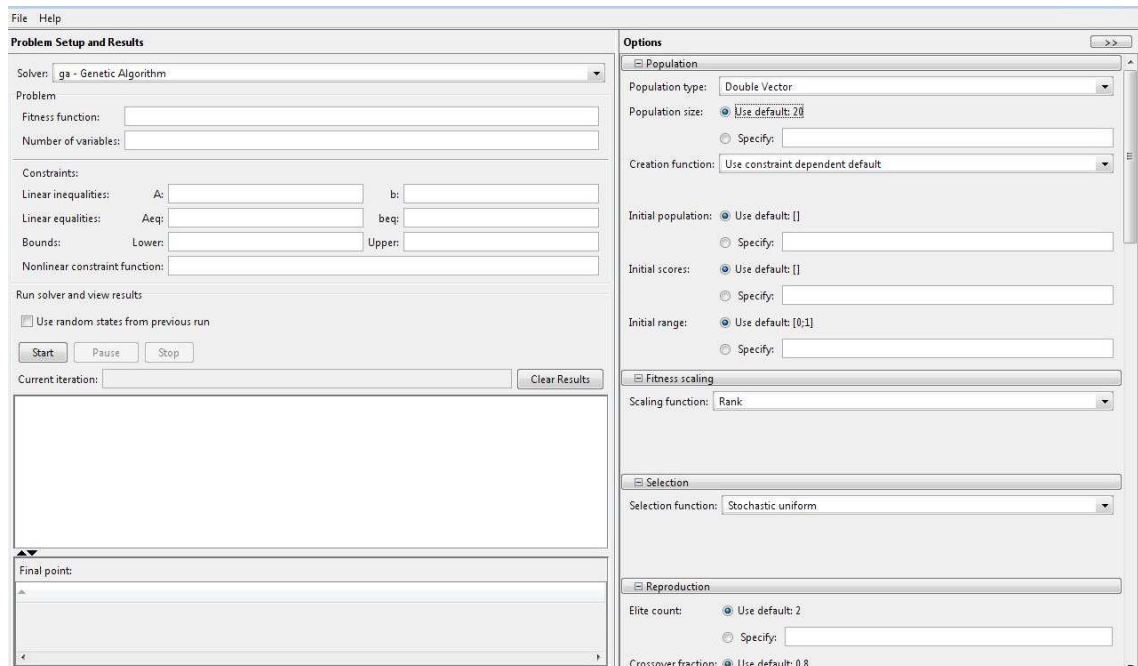 File Help
Problem Setup and Results
Solver: ga - Genetic Algorithm
Problem
Fitness function:
Number of variables:
Constraints:
Linear inequalities: A: b:
Linear equalities: Aeq: beq:
Bounds: Lower: Upper:
Nonlinear constraint function:
Run solver and view results
Use random states from previous run
Start Pause Stop
Current iteration: Clear Results
Final point:
Options >>
Population
Population type: Double Vector
Population size: Use default: 20
Specify:
Creation function: Use constraint dependent default
Initial population: Use default: []
Specify:
Initial scores: Use default: []
Specify:
Initial range: Use default: [0;1]
Specify:
Fitness scaling
Scaling function: Rank
Selection
Selection function: Stochastic uniform
Reproduction
Elite count: Use default: 2
Specify:
Crossover fraction: Use default: 0.8